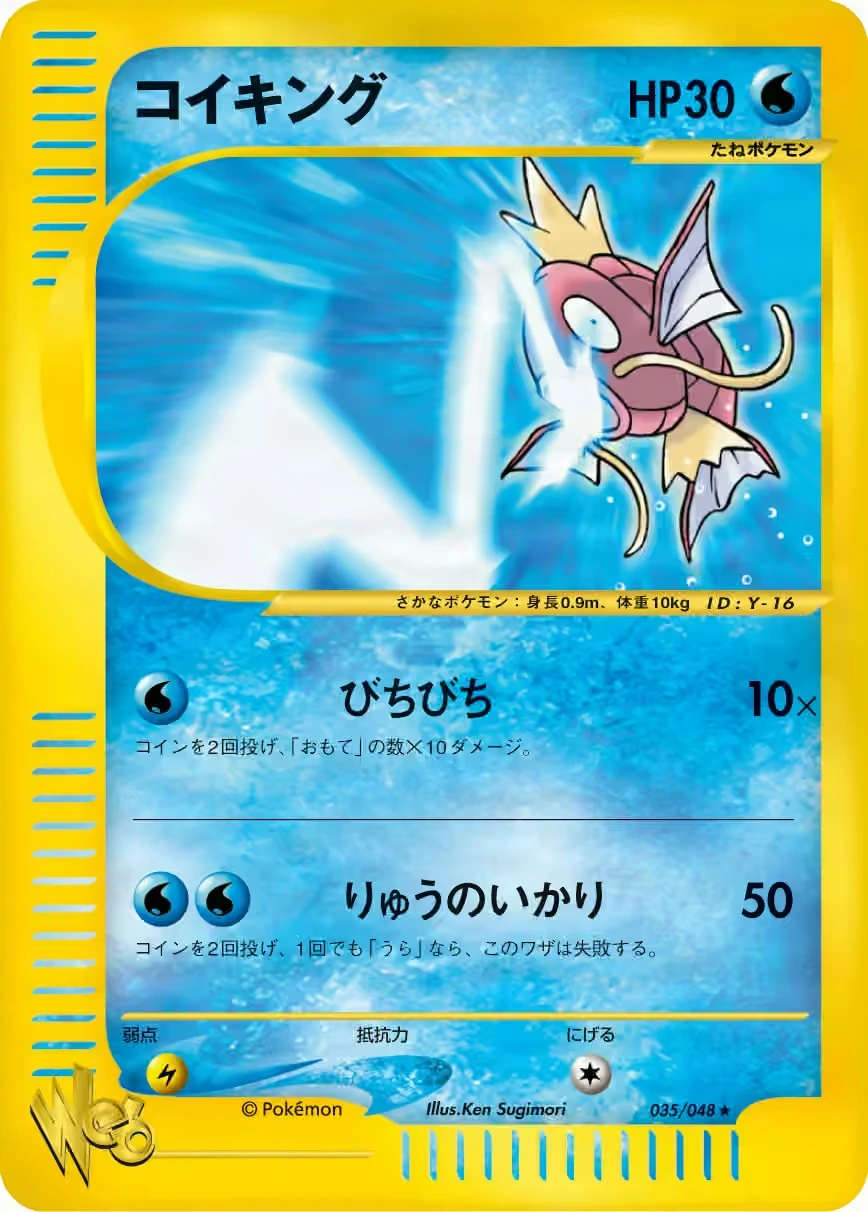 コイキング HP30
たねポケモン
さかなポケモン：身長0.9m、体重10kg ID：Y-16
びちびち 10×
コインを2回投げ、「おもて」の数×10ダメージ。
りゅうのいかり 50
コインを2回投げ、1回でも「うら」なら、このワザは失敗する。
弱点 抵抗力 にげる
Web
© Pokémon Illus.Ken Sugimori 035/048 ★